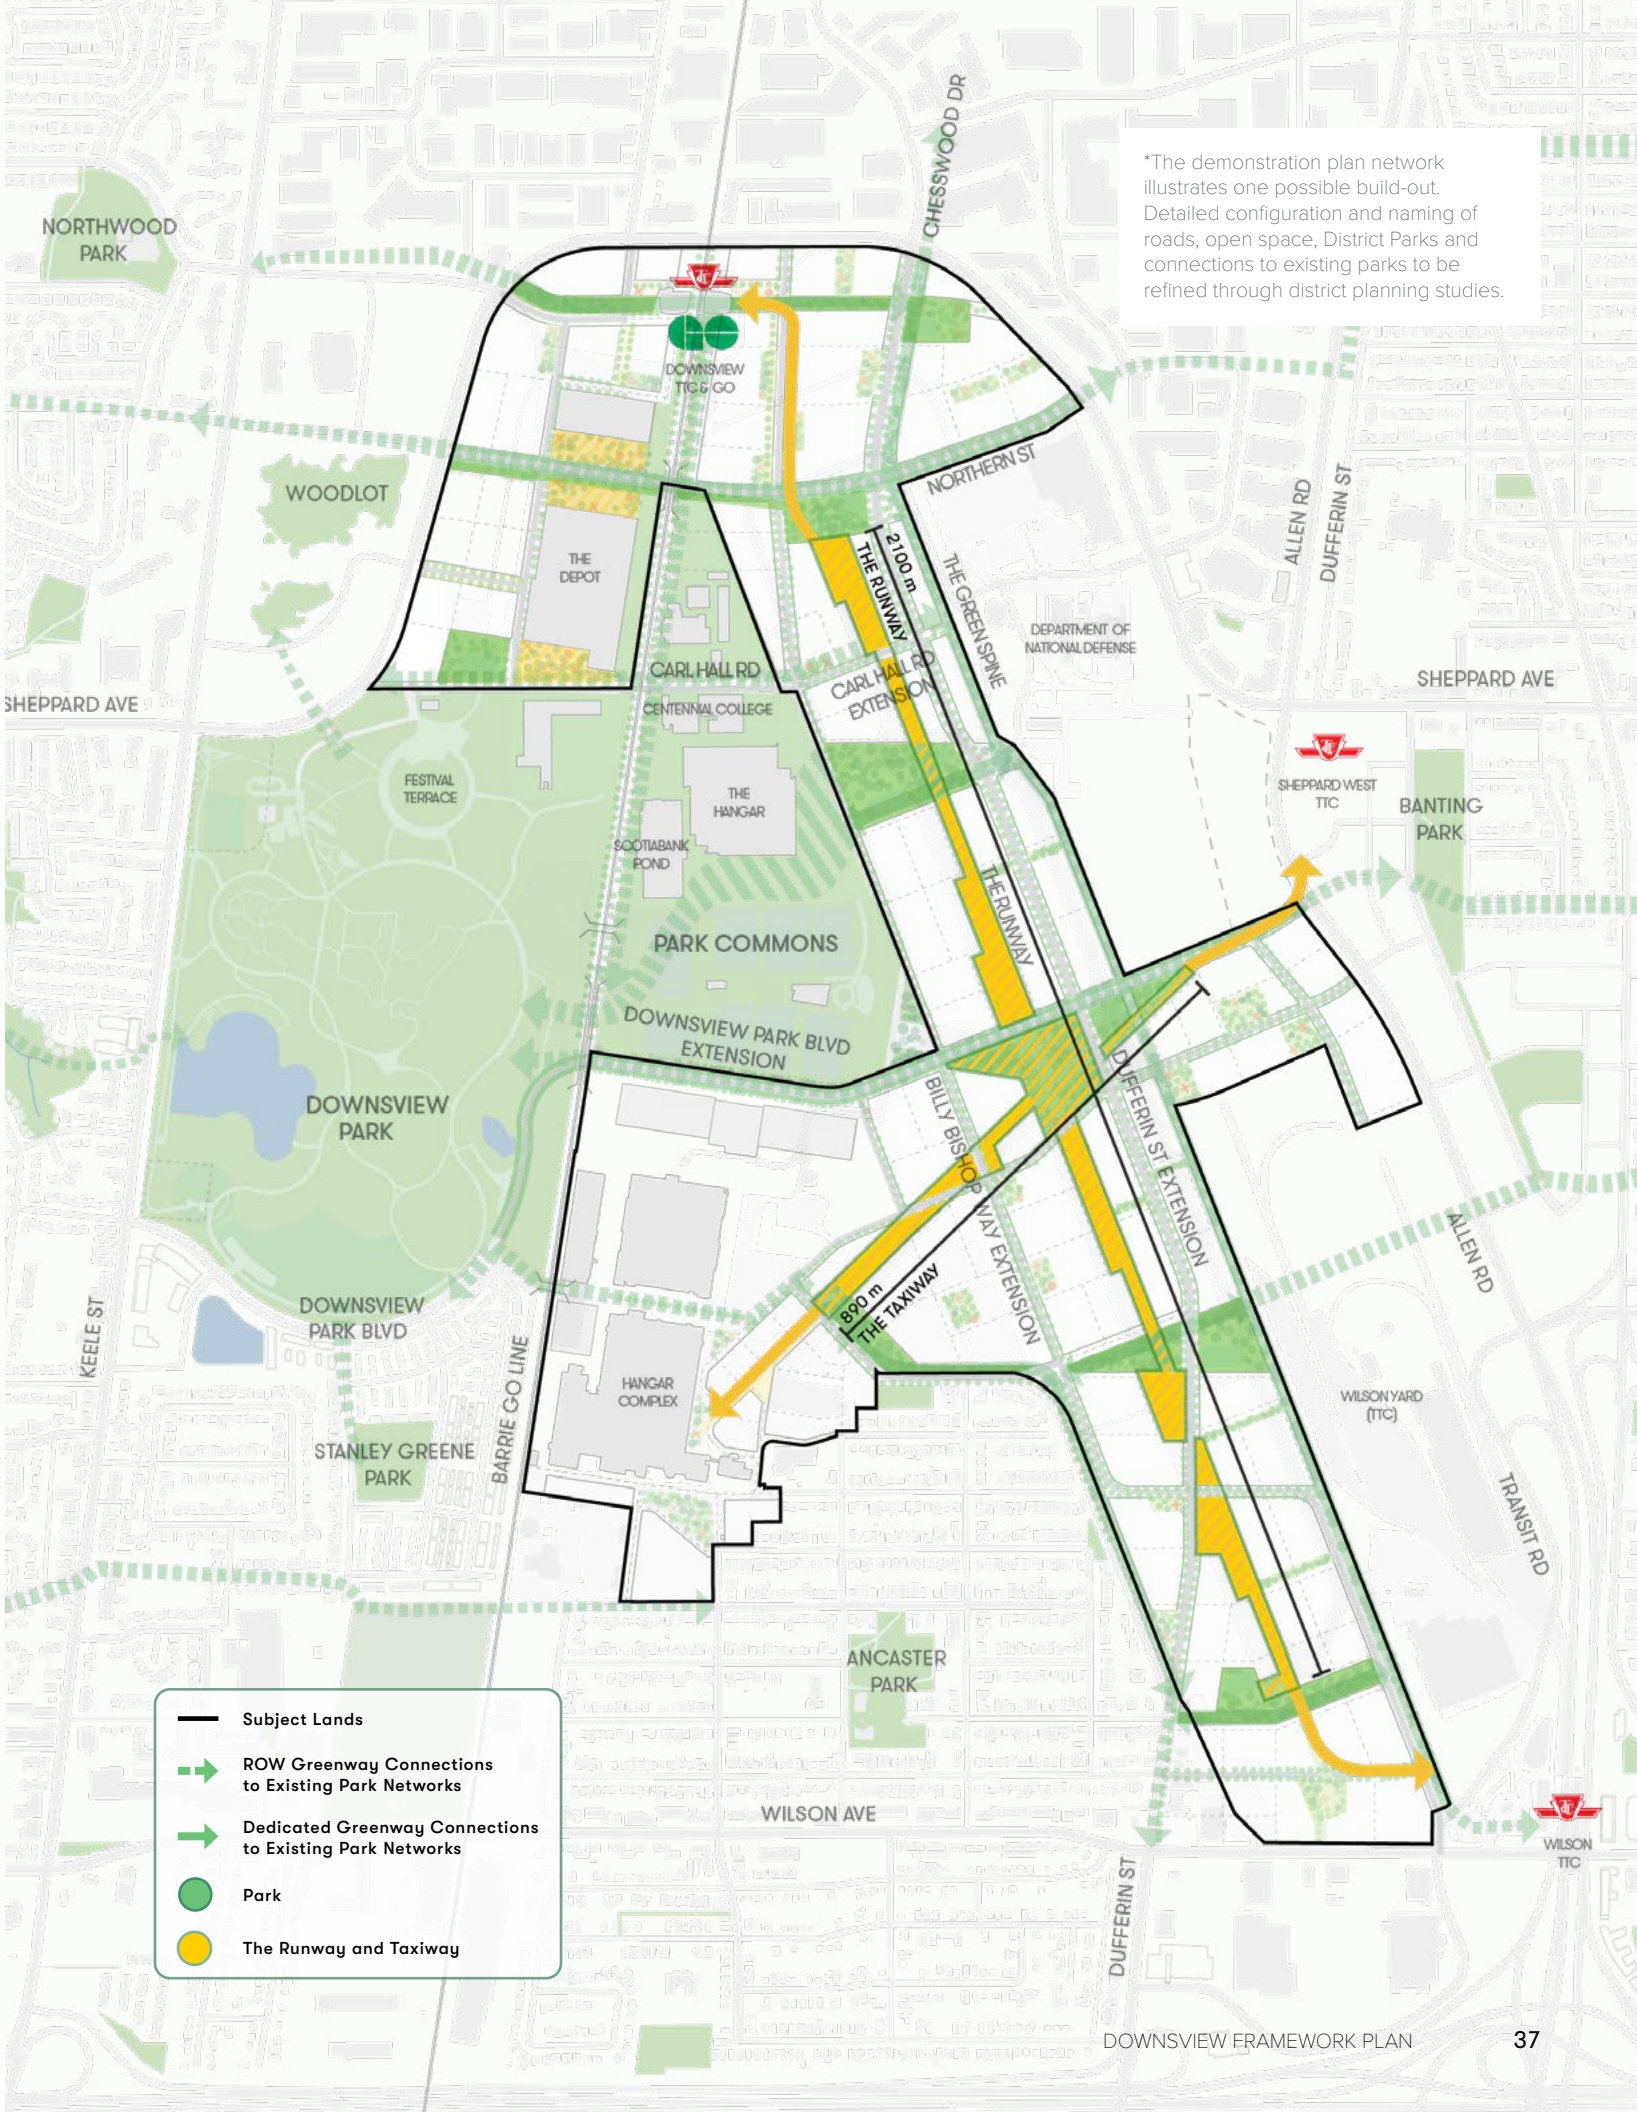 CHESSWOOD DR
*The demonstration plan network
illustrates one possible build-out.
Detailed configuration and naming of
roads, open space, District Parks and
connections to existing parks to be
refined through district planning studies.
NORTHWOOD
PARK
DOWNSVIEW
TTC & GO
NORTHERN ST
WOODLOT
ALLEN RD
DUFFERIN ST
THE
DEPOT
2100 m
THE RUNWAY
THE GREEN SPINE
DEPARTMENT OF
NATIONAL DEFENSE
CARL HALL RD
CARL HALL RD
EXTENSION
SHEPPARD AVE
SHEPPARD AVE
CENTENNIAL COLLEGE
FESTIVAL
TERRACE
THE
HANGAR
SHEPPARD WEST
TTC
BANTING
PARK
SCOTIABANK
POND
THE RUNWAY
PARK COMMONS
DOWNSVIEW PARK BLVD
EXTENSION
DOWNSVIEW
PARK
BILLY BISHOP WAY EXTENSION
DUFFERIN ST EXTENSION
ALLEN RD
890 m
THE TAXIWAY
DOWNSVIEW
PARK BLVD
KEELE ST
BARRIE GO LINE
HANGAR
COMPLEX
WILSON YARD
(TTC)
STANLEY GREENE
PARK
TRANSIT RD
ANCASTER
PARK
Subject Lands
ROW Greenway Connections
to Existing Park Networks
Dedicated Greenway Connections
to Existing Park Networks
Park
The Runway and Taxiway
WILSON AVE
WILSON
TTC
DUFFERIN ST
DOWNSVIEW FRAMEWORK PLAN 37